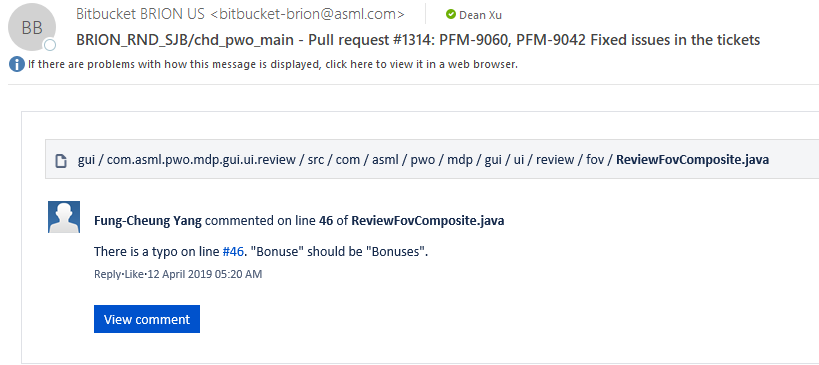 BB
Bitbucket BRION US <bitbucket-brion@asml.com>
Dean Xu
BRION_RND_SJB/chd_pwo_main - Pull request #1314: PFM-9060, PFM-9042 Fixed issues in the tickets
If there are problems with how this message is displayed, click here to view it in a web browser.
gui / com.asml.pwo.mdp.gui.ui.review / src / com / asml / pwo / mdp / gui / ui / review / fov / ReviewFovComposite.java
Fung-Cheung Yang commented on line 46 of ReviewFovComposite.java
There is a typo on line #46. "Bonuse" should be "Bonuses".
Reply·Like·12 April 2019 05:20 AM
View comment